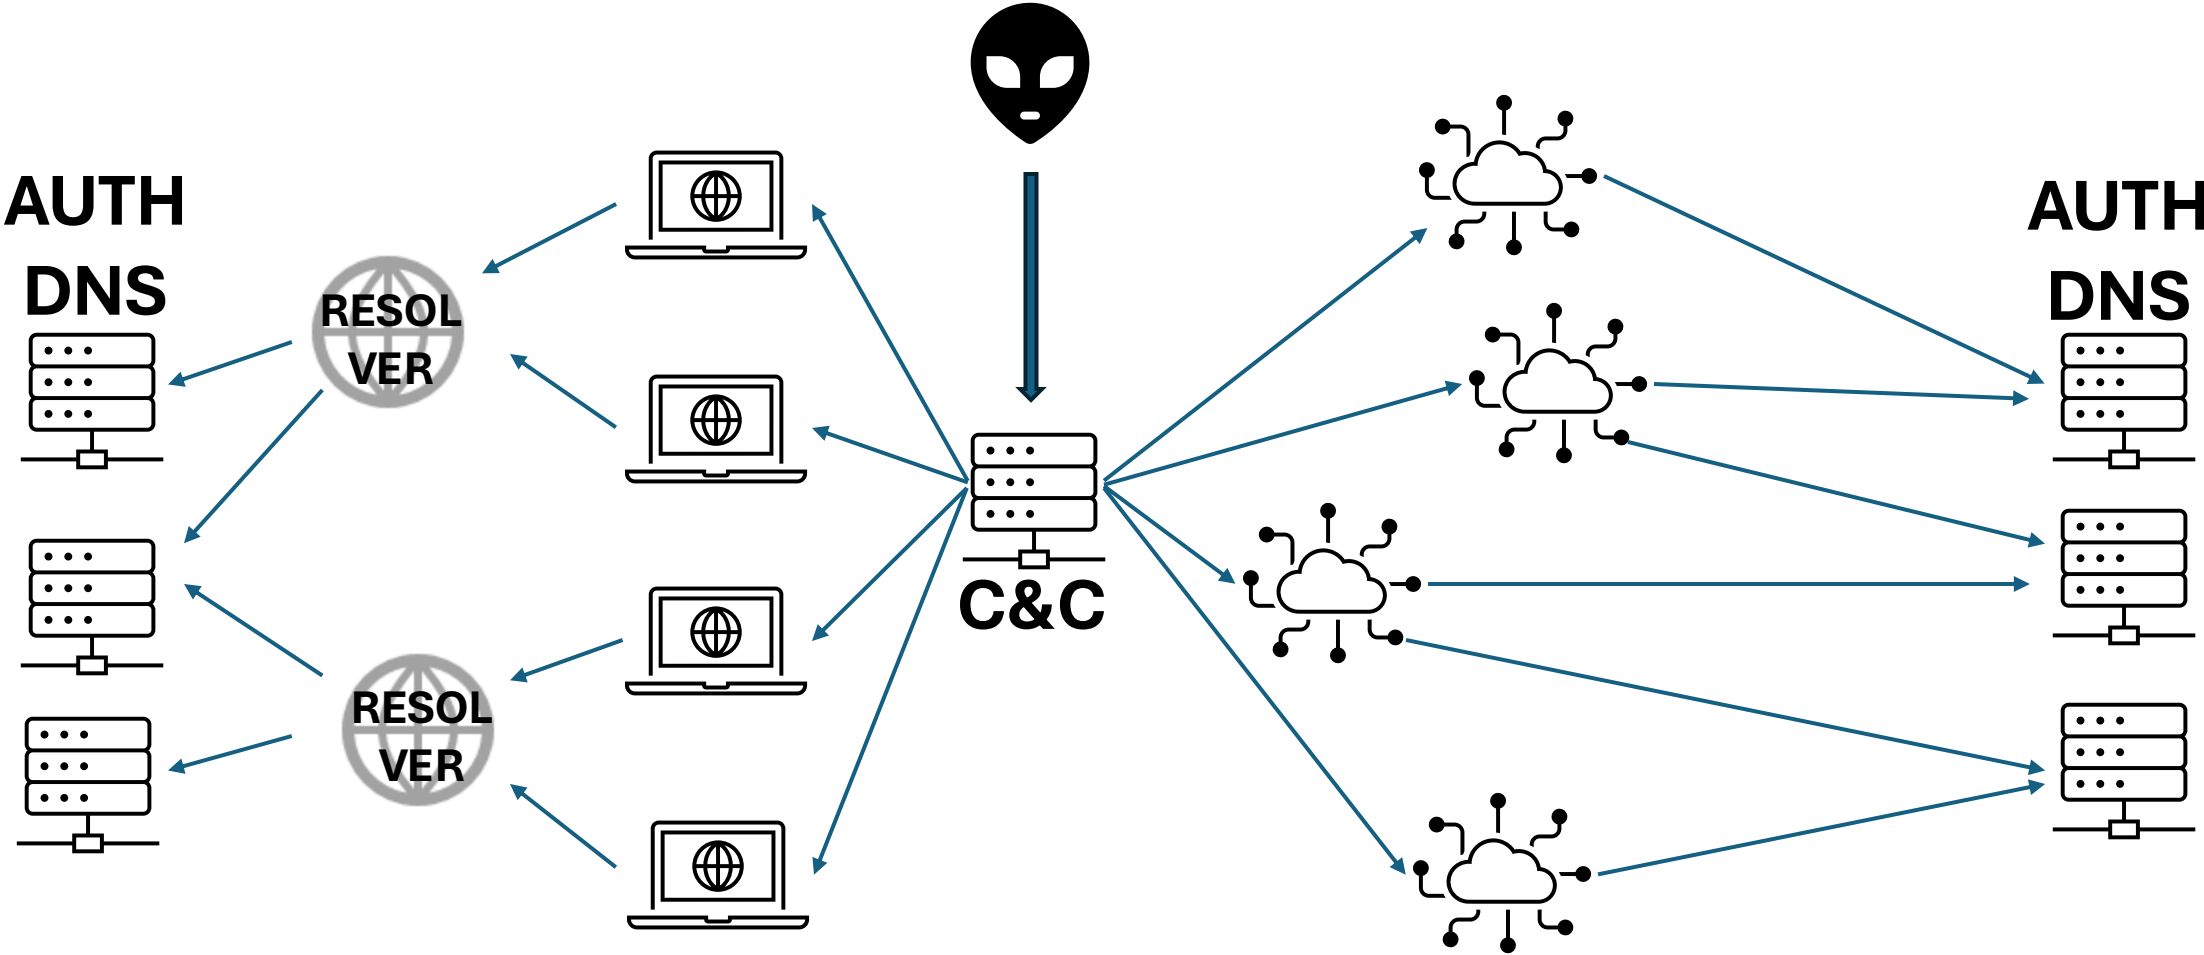 AUTH
DNS
RESOL
VER
RESOL
VER
C&C
AUTH
DNS